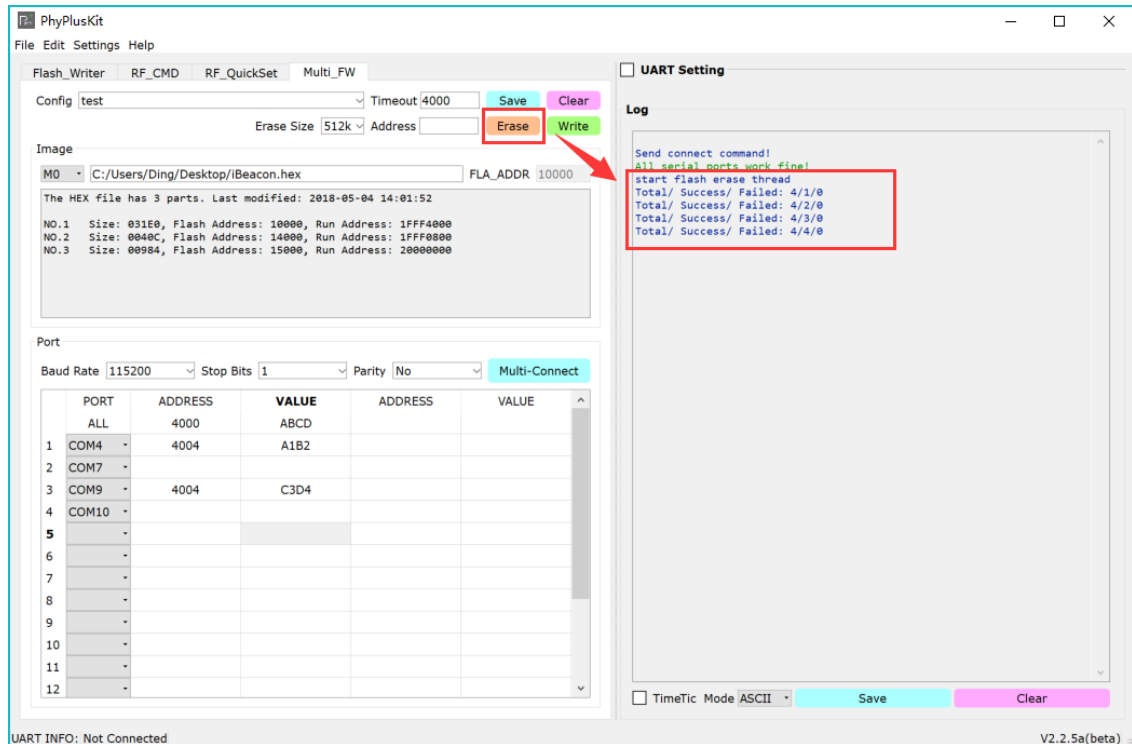 PhyPlusKit
File Edit Settings Help
Flash_Writer RF_CMD RF_QuickSet Multi_FW
Config test Timeout 4000 Save Clear
Erase Size 512k Address Erase Write
Image
M0 C:/Users/Ding/Desktop/iBeacon.hex FLA_ADDR 10000
The HEX file has 3 parts. Last modified: 2018-05-04 14:01:52
NO.1 Size: 031E0, Flash Address: 10000, Run Address: 1FFF4000
NO.2 Size: 0040C, Flash Address: 14000, Run Address: 1FFF0800
NO.3 Size: 00984, Flash Address: 15000, Run Address: 20000000
Port
Baud Rate 115200 Stop Bits 1 Parity No Multi-Connect
PORT ADDRESS VALUE ADDRESS VALUE
ALL 4000 ABCD
1 COM4 4004 A1B2
2 COM7
3 COM9 4004 C3D4
4 COM10
5
6
7
8
9
10
11
12
UART Setting
Log
Send connect command!
All serial ports work fine!
start flash erase thread
Total/ Success/ Failed: 4/1/0
Total/ Success/ Failed: 4/2/0
Total/ Success/ Failed: 4/3/0
Total/ Success/ Failed: 4/4/0
TimeTic Mode ASCII Save Clear
UART INFO: Not Connected V2.2.5a(beta)